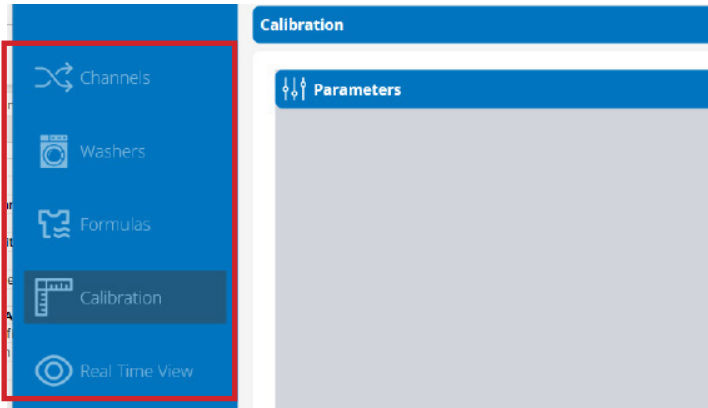 Calibration
Channels
Parameters
Washers
Formulas
Calibration
Real Time View